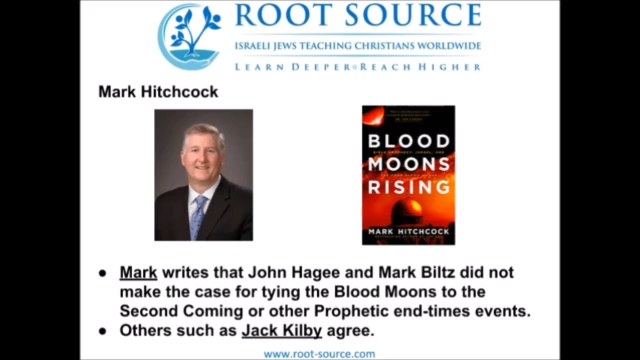 ROOT SOURCE
ISRAELI JEWS TEACHING CHRISTIANS WORLDWIDE
LEARN DEEPER REACH HIGHER
Mark Hitchcock
BLOOD
MOONS
RISING
MARK HITCHCOCK
● Mark writes that John Hagee and Mark Biltz did not
make the case for tying the Blood Moons to the
Second Coming or other Prophetic end-times events.
● Others such as Jack Kilby agree.
www.root-source.com